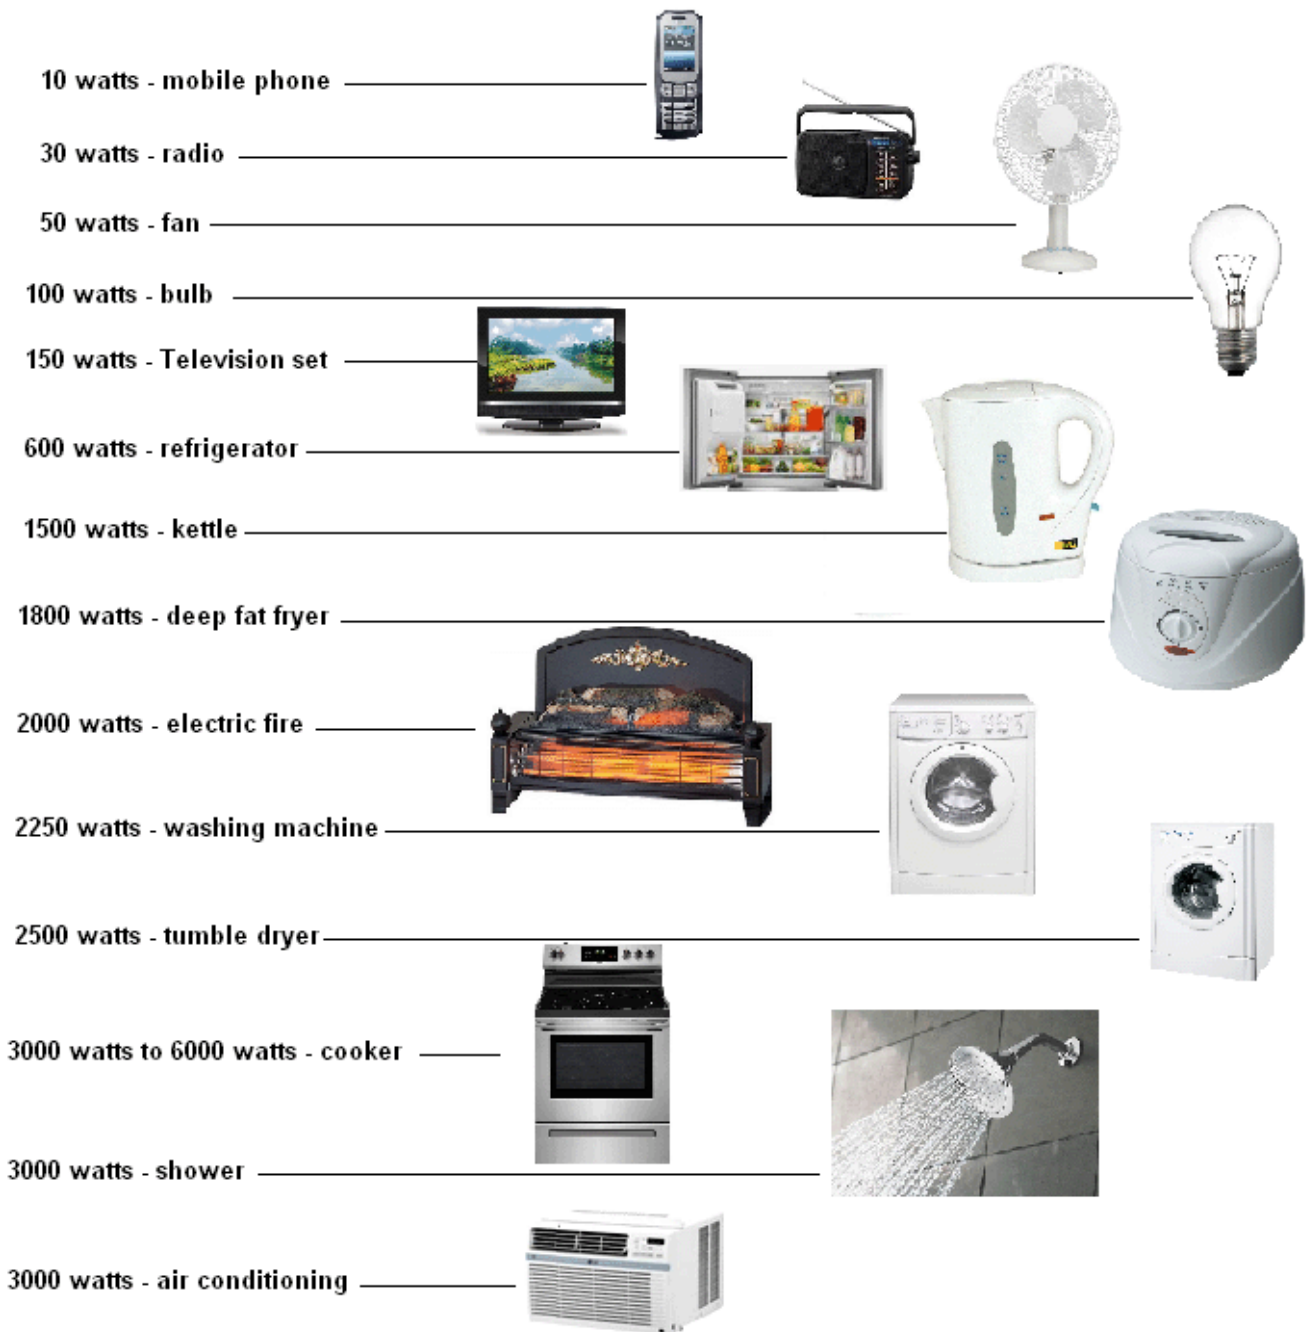 10 watts - mobile phone
30 watts - radio
50 watts - fan
100 watts - bulb
150 watts - Television set
600 watts - refrigerator
1500 watts - kettle
1800 watts - deep fat fryer
2000 watts - electric fire
2250 watts - washing machine
2500 watts - tumble dryer
3000 watts to 6000 watts - cooker
3000 watts - shower
3000 watts - air conditioning